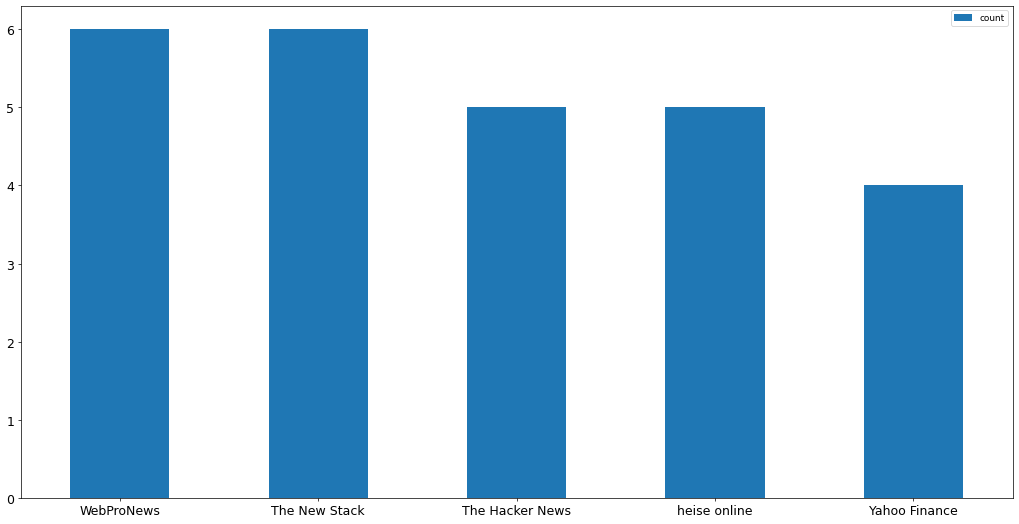 count
6
5
4
3
2
1
0
WebProNews
The New Stack
The Hacker News
heise online
Yahoo Finance